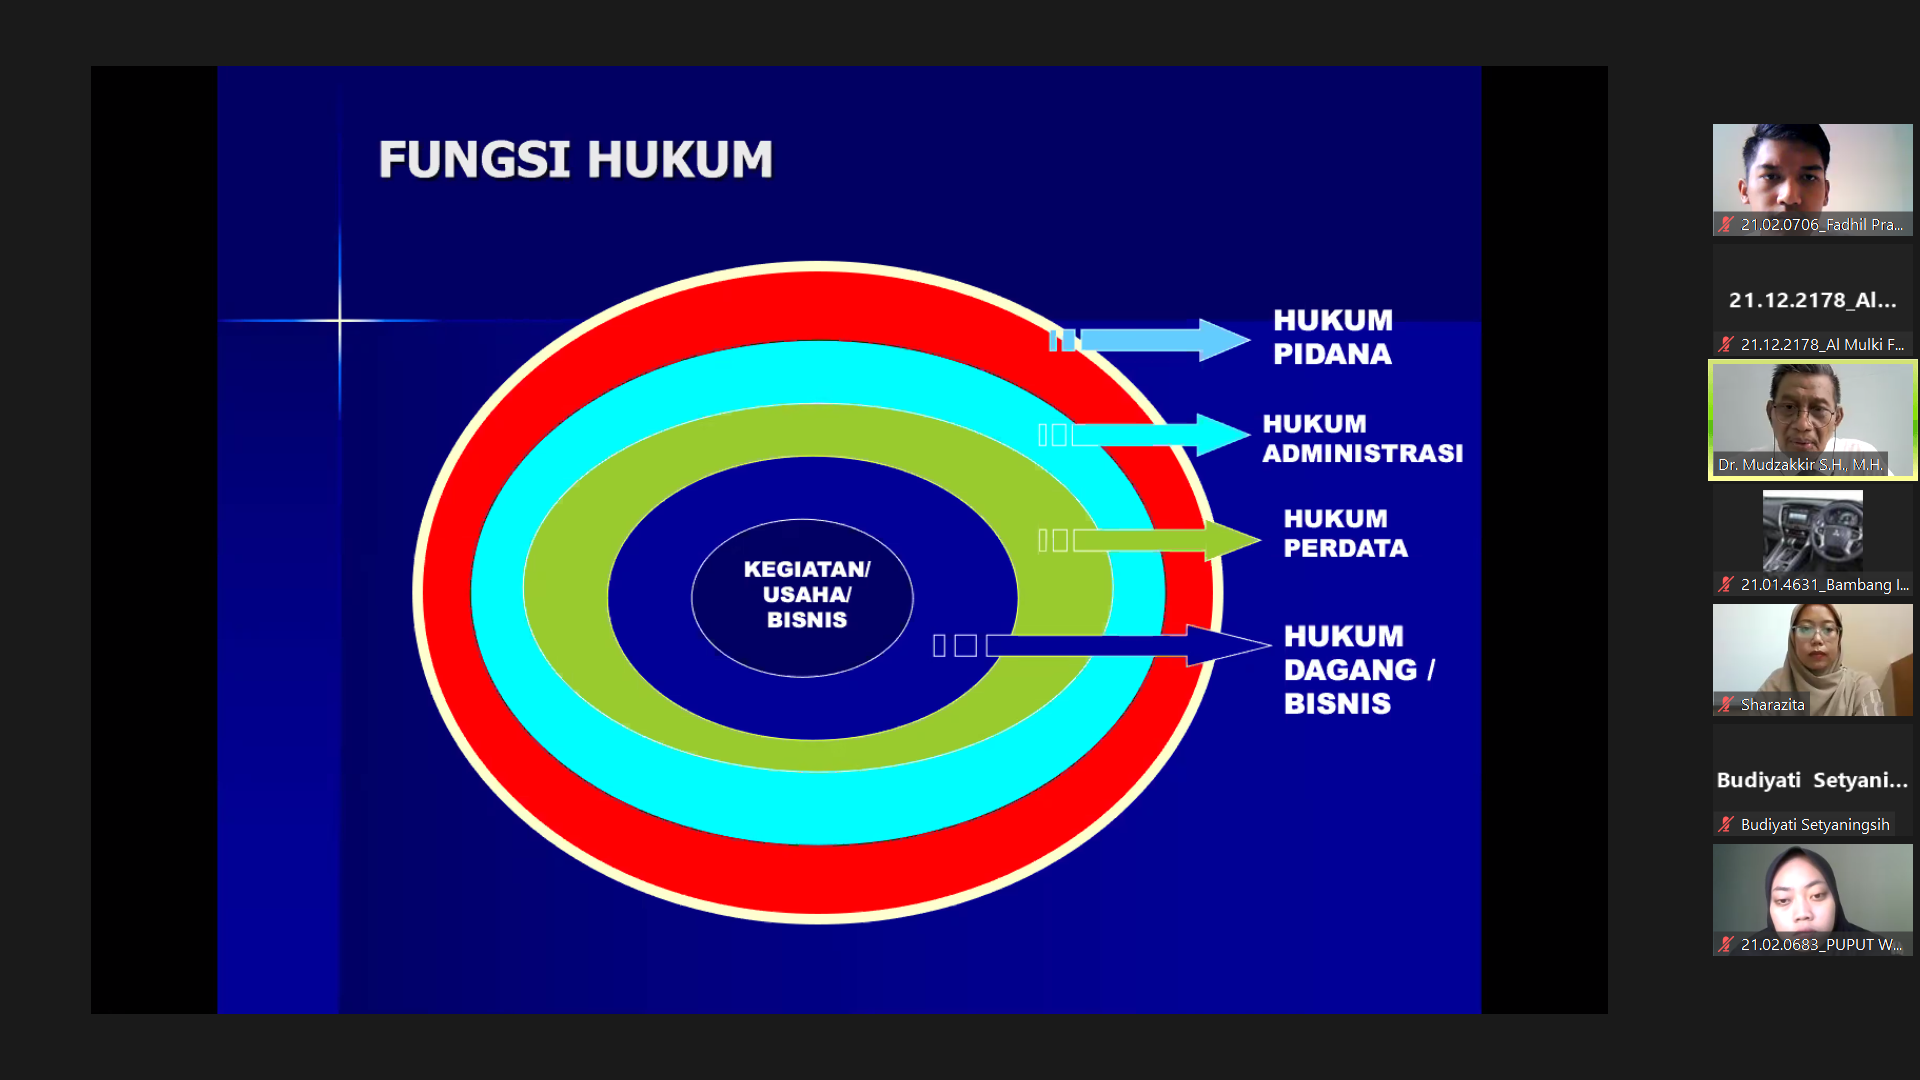 FUNGSI HUKUM
HUKUM
PIDANA
HUKUM
ADMINISTRASI
HUKUM
PERDATA
KEGIATAN/
USAHA/
BISNIS
HUKUM
DAGANG /
BISNIS
21.02.0706_Fadhil Pra...
21.12.2178_Al...
21.12.2178_Al Mulki F...
Dr. Mudzakkir S.H., M.H.
21.01.4631_Bambang I...
Sharazita
Budiyati Setyani...
Budiyati Setyaningsih
21.02.0683_PUPUT W...